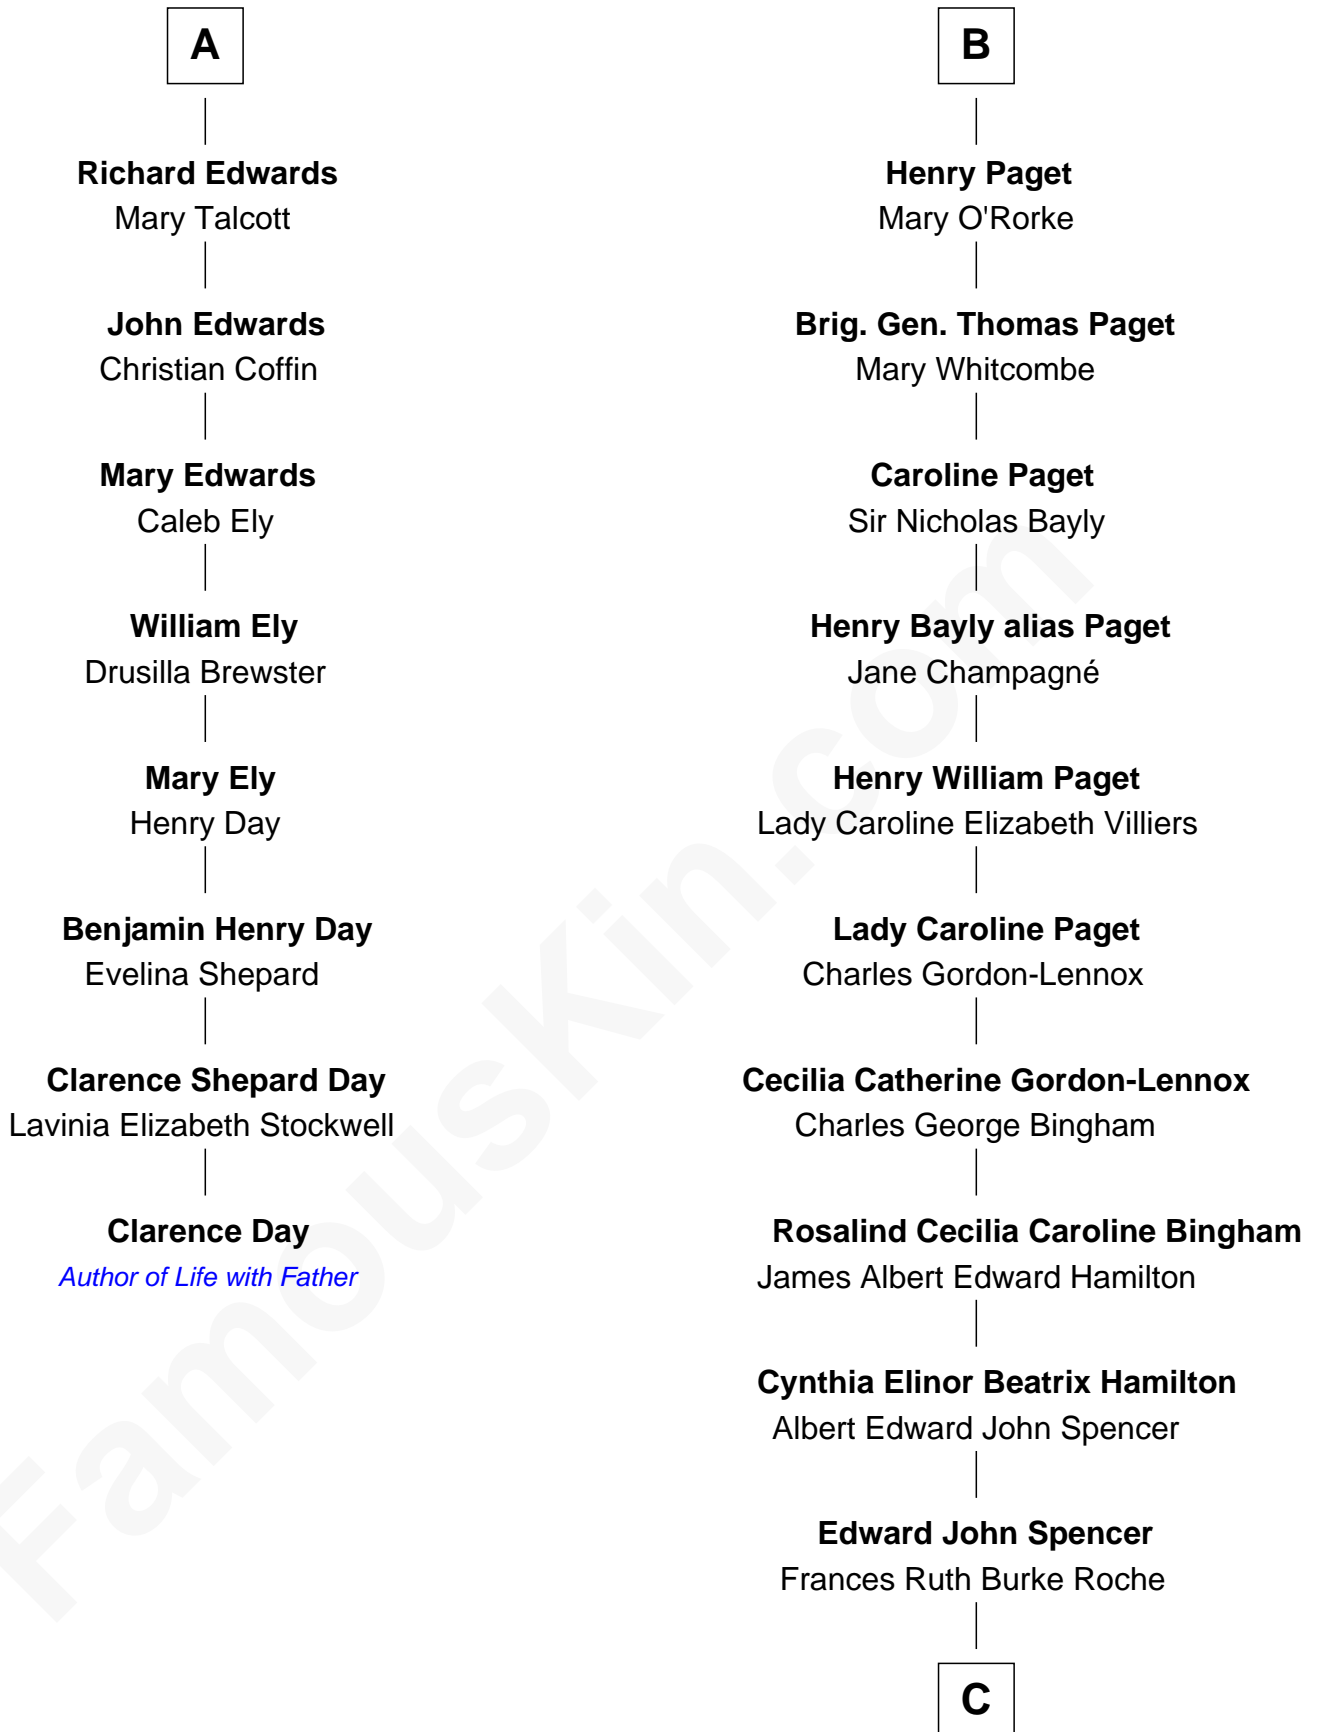 A
Richard Edwards
Mary Talcott
John Edwards
Christian Coffin
Mary Edwards
Caleb Ely
William Ely
Drusilla Brewster
Mary Ely
Henry Day
Benjamin Henry Day
Evelina Shepard
Clarence Shepard Day
Lavinia Elizabeth Stockwell
Clarence Day
Author of Life with Father
B
Henry Paget
Mary O'Rorke
Brig. Gen. Thomas Paget
Mary Whitcombe
Caroline Paget
Sir Nicholas Bayly
Henry Bayly alias Paget
Jane Champagné
Henry William Paget
Lady Caroline Elizabeth Villiers
Lady Caroline Paget
Charles Gordon-Lennox
Cecilia Catherine Gordon-Lennox
Charles George Bingham
Rosalind Cecilia Caroline Bingham
James Albert Edward Hamilton
Cynthia Elinor Beatrix Hamilton
Albert Edward John Spencer
Edward John Spencer
Frances Ruth Burke Roche
C
FamousKin.com